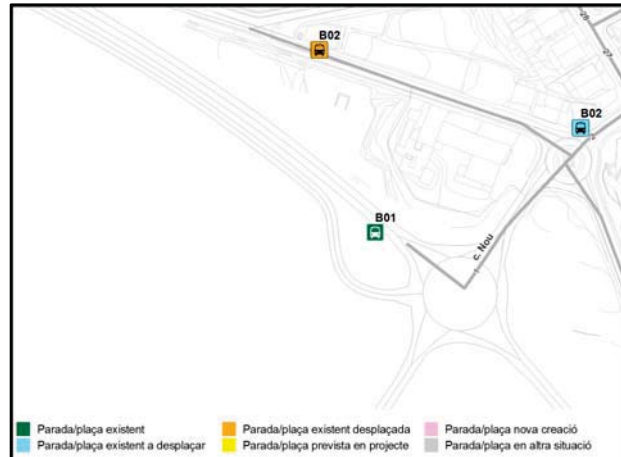 B02
B02
B01
c. Nou
27
Parada/plaça existent
Parada/plaça existent desplaçada
Parada/plaça nova creació
Parada/plaça existent a desplaçar
Parada/plaça prevista en projecte
Parada/plaça en altra situació